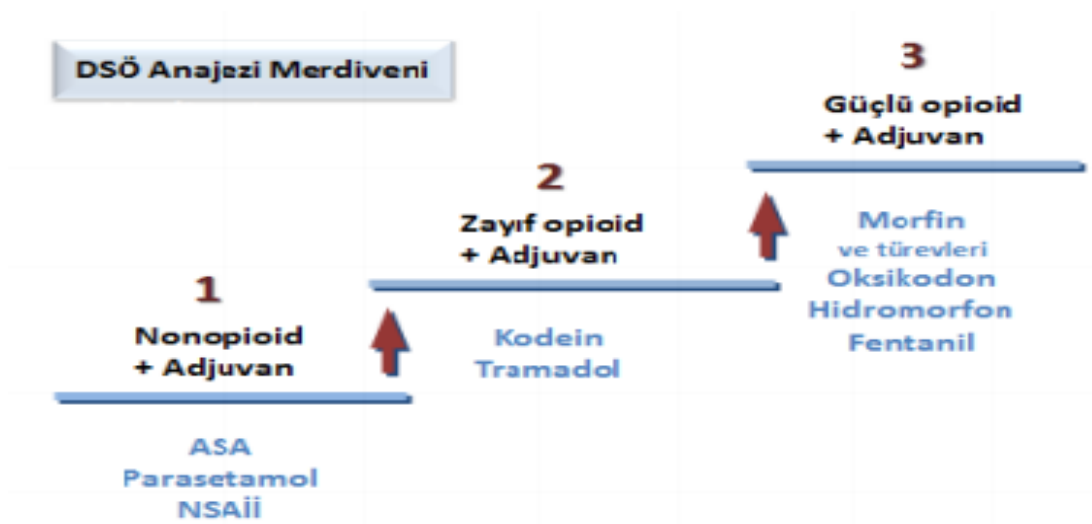 DSÖ Anajezi Merdiveni
1
Nonopioid
+ Adjuvan
ASA
Parasetamol
NSAİİ
2
Zayıf opioid
+ Adjuvan
Kodein
Tramadol
3
Güçlü opioid
+ Adjuvan
Morfin
ve türevleri
Oksikodon
Hidromorfon
Fentanil